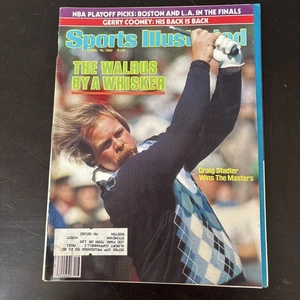 NBA PLAYOFF PICKS: BOSTON AND L.A. IN THE FINALS
GERRY COONEY: HIS BACK IS BACK
Sports Illustrated
THE WALRUS
BY A WHISKER
Craig Stadler
Wins The Masters